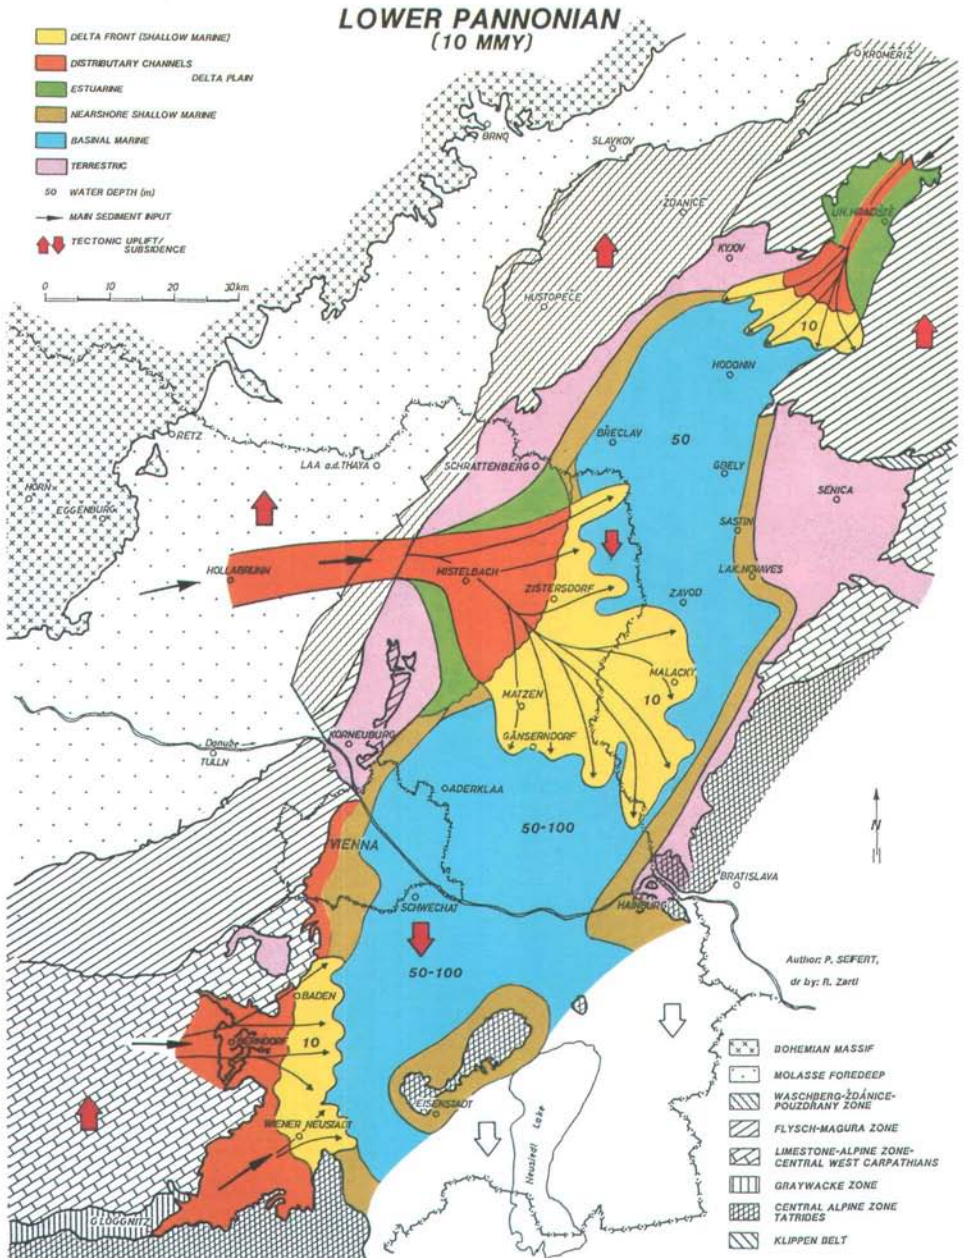 LOWER PANNONIAN
(10 MMY)
DELTA FRONT (SHALLOW MARINE)
DISTRIBUTARY CHANNELS
DELTA PLAIN
ESTUARINE
NEARSHORE SHALLOW MARINE
BASINAL MARINE
TERRESTRIC
50 WATER DEPTH (m)
MAIN SEDIMENT INPUT
TECTONIC UPLIFT/
SUBSIDENCE
0 10 20 30km
KROMĚŘÍŽ
BRNO
SLAVKOV
ZDANICE
UH. HRADIŠTĚ
KYJOV
HUSTOPEČE
10
HODONIN
RETZ
BŘECLAV
50
LAA a.d. THAYA
SCHRATTENBERG
GBELY
HORN
SENICA
EGGENBURG
SASTIN
HOLLABRUNN
MISTELBACH
LAK. NOVAVES
ZISTERSDORF
ZAVOD
MALACKY
MATZEN
10
KORNEUBURG
GÄNSERNDORF
Danube
TULLN
ADERKLAA
50-100
N
VIENNA
BRATISLAVA
SCHWECHAT
HAINBURG
50-100
Author: P. SEIFERT,
dr by: R. Zartl
BADEN
BERNDORF
10
EISENSTADT
WIENER NEUSTADT
Neusiedl Lake
GLOGGNITZ
BOHEMIAN MASSIF
MOLASSE FOREDEEP
WASCHBERG-ŽDÁNICE-
POUZDRANY ZONE
FLYSCH-MAGURA ZONE
LIMESTONE-ALPINE ZONE-
CENTRAL WEST CARPATHIANS
GRAYWACKE ZONE
CENTRAL ALPINE ZONE
TATRIDES
KLIPPEN BELT